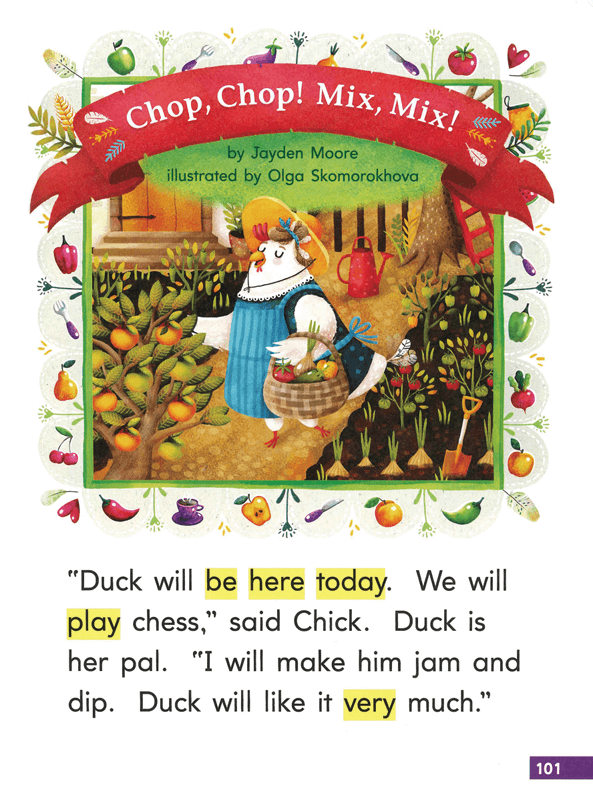 Chop, Chop! Mix, Mix!
by Jayden Moore
illustrated by Olga Skomorokhova
“Duck will be here today. We will
play chess,” said Chick. Duck is
her pal. “I will make him jam and
dip. Duck will like it very much.”
101